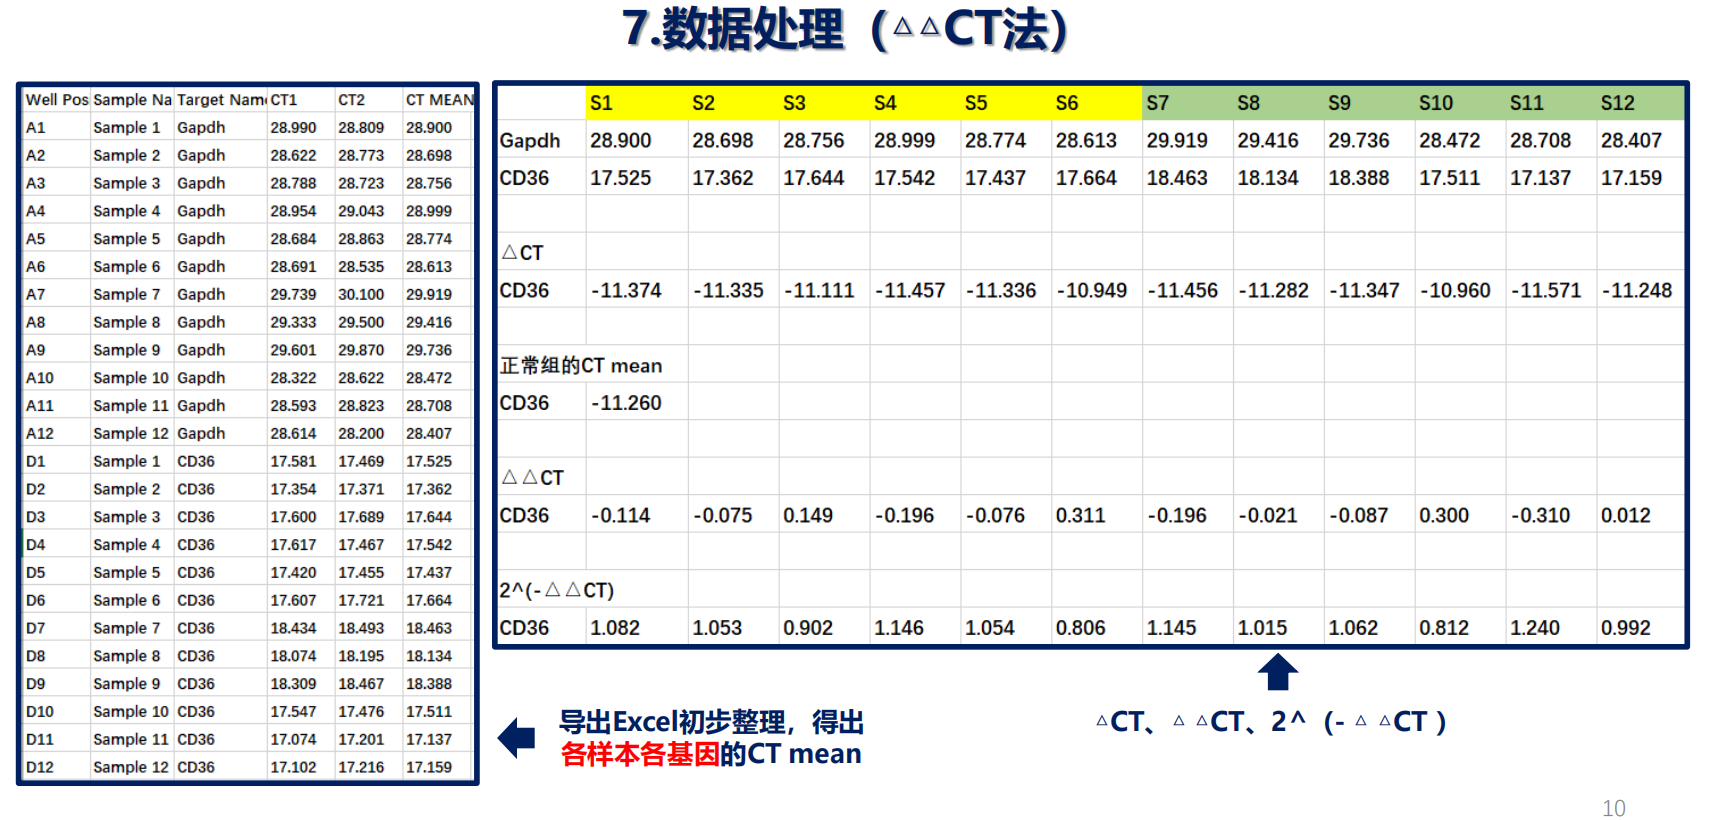 7.数据处理（△△CT法）
Well Pos Sample Na Target Nam CT1 CT2 CT MEAN
A1 Sample 1 Gapdh 28.990 28.809 28.900
A2 Sample 2 Gapdh 28.622 28.773 28.698
A3 Sample 3 Gapdh 28.788 28.723 28.756
A4 Sample 4 Gapdh 28.954 29.043 28.999
A5 Sample 5 Gapdh 28.684 28.863 28.774
A6 Sample 6 Gapdh 28.691 28.535 28.613
A7 Sample 7 Gapdh 29.739 30.100 29.919
A8 Sample 8 Gapdh 29.333 29.500 29.416
A9 Sample 9 Gapdh 29.601 29.870 29.736
A10 Sample 10 Gapdh 28.322 28.622 28.472
A11 Sample 11 Gapdh 28.593 28.823 28.708
A12 Sample 12 Gapdh 28.614 28.200 28.407
D1 Sample 1 CD36 17.581 17.469 17.525
D2 Sample 2 CD36 17.354 17.371 17.362
D3 Sample 3 CD36 17.600 17.689 17.644
D4 Sample 4 CD36 17.617 17.467 17.542
D5 Sample 5 CD36 17.420 17.455 17.437
D6 Sample 6 CD36 17.607 17.721 17.664
D7 Sample 7 CD36 18.434 18.493 18.463
D8 Sample 8 CD36 18.074 18.195 18.134
D9 Sample 9 CD36 18.309 18.467 18.388
D10 Sample 10 CD36 17.547 17.476 17.511
D11 Sample 11 CD36 17.074 17.201 17.137
D12 Sample 12 CD36 17.102 17.216 17.159
S1 S2 S3 S4 S5 S6 S7 S8 S9 S10 S11 S12
Gapdh 28.900 28.698 28.756 28.999 28.774 28.613 29.919 29.416 29.736 28.472 28.708 28.407
CD36 17.525 17.362 17.644 17.542 17.437 17.664 18.463 18.134 18.388 17.511 17.137 17.159
△CT
CD36 -11.374 -11.335 -11.111 -11.457 -11.336 -10.949 -11.456 -11.282 -11.347 -10.960 -11.571 -11.248
正常组的CT mean
CD36 -11.260
△△CT
CD36 -0.114 -0.075 0.149 -0.196 -0.076 0.311 -0.196 -0.021 -0.087 0.300 -0.310 0.012
2^(-△△CT)
CD36 1.082 1.053 0.902 1.146 1.054 0.806 1.145 1.015 1.062 0.812 1.240 0.992
导出Excel初步整理，得出
各样本各基因的CT mean
△CT、△△CT、2^（-△△CT）
10